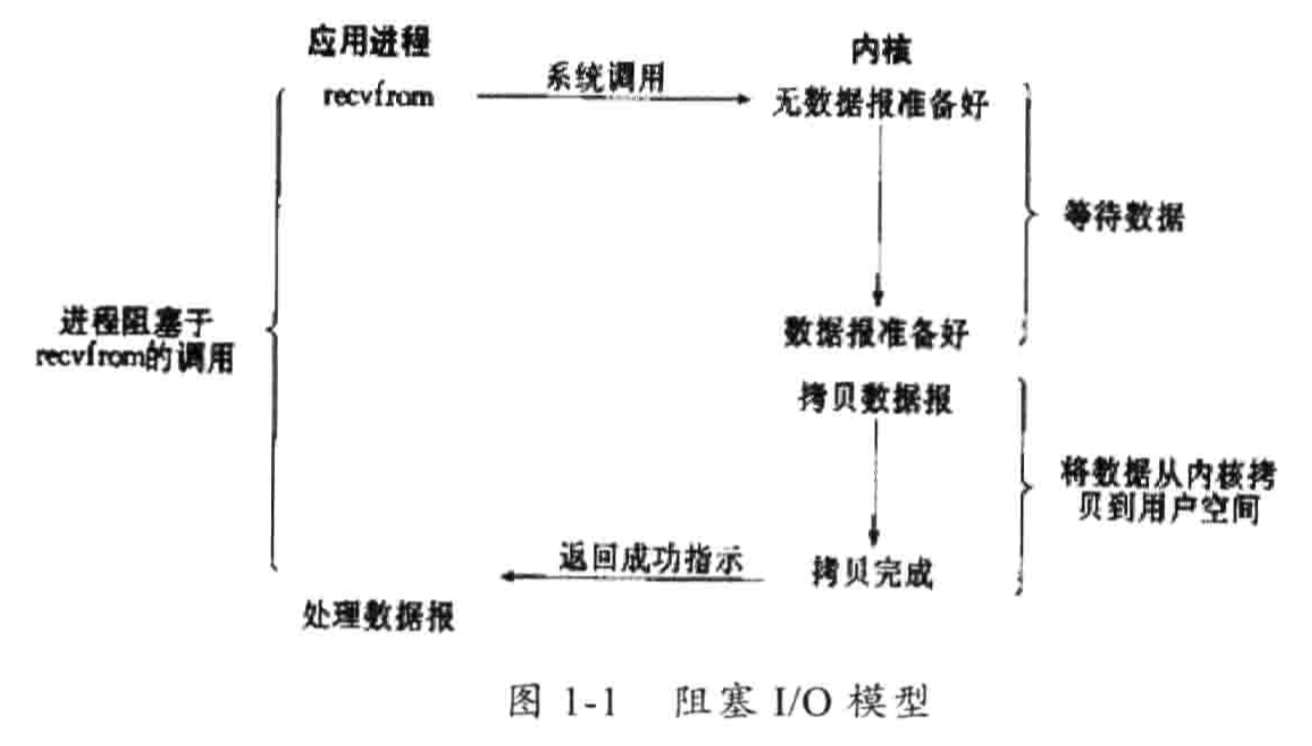 应用进程
内核
recvfrom
系统调用
无数据报准备好
等待数据
进程阻塞于
recvfrom的调用
数据报准备好
拷贝数据报
将数据从内核拷
贝到用户空间
返回成功指示
拷贝完成
处理数据报
图 1-1 阻塞 I/O 模型